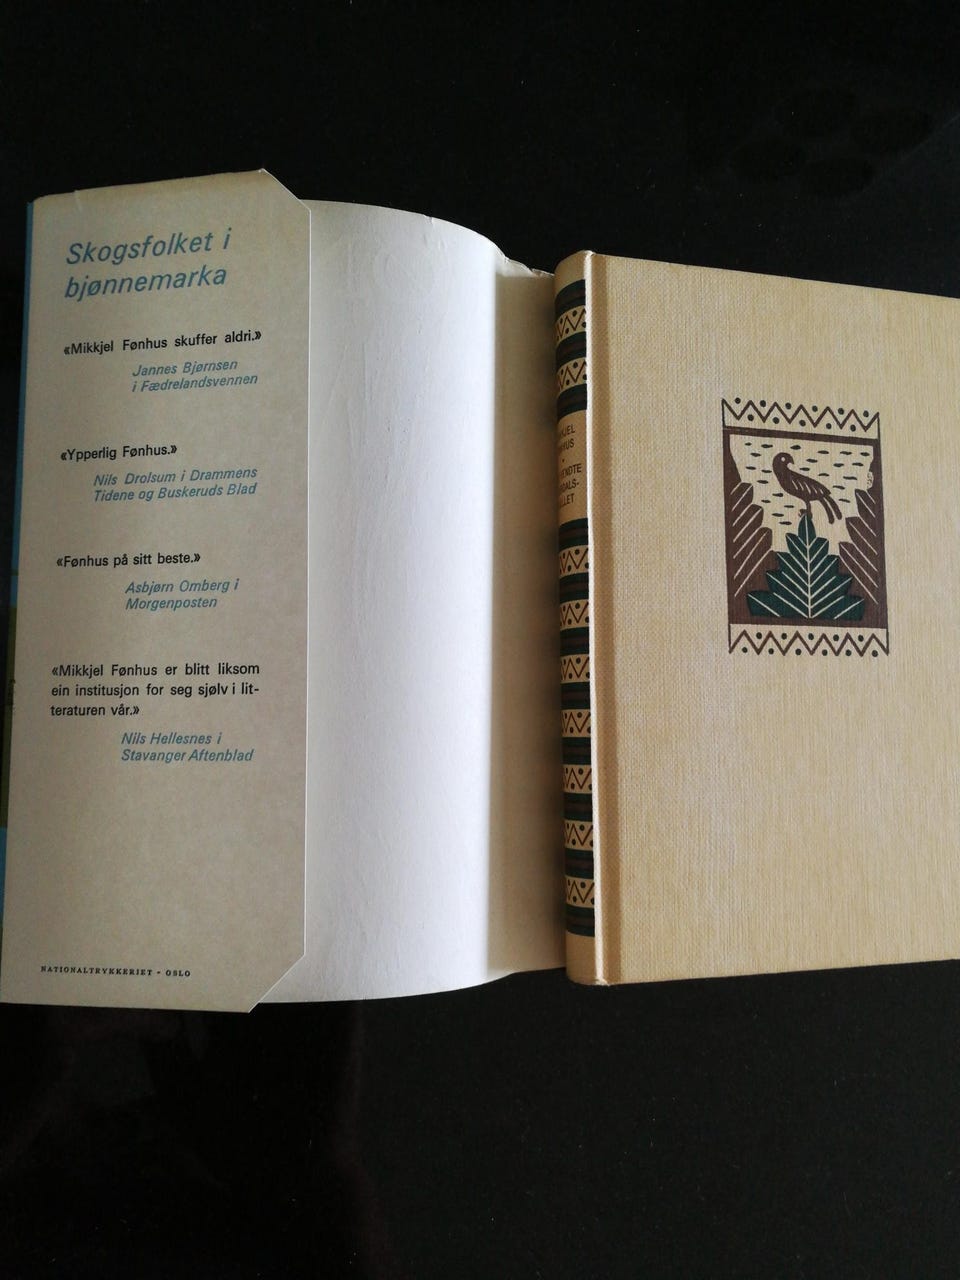 Skogsfolket i
bjønnemarka
«Mikkjel Fønhus skuffer aldri.»
Jannes Bjørnsen
i Fædrelandsvennen
«Ypperlig Fønhus.»
Nils Drolsum i Drammens
Tidene og Buskeruds Blad
«Fønhus på sitt beste.»
Asbjørn Omberg i
Morgenposten
«Mikkjel Fønhus er blitt liksom
ein institusjon for seg sjølv i lit-
teraturen vår.»
Nils Hellesnes i
Stavanger Aftenblad
NATIONALTRYKKERIET - OSLO